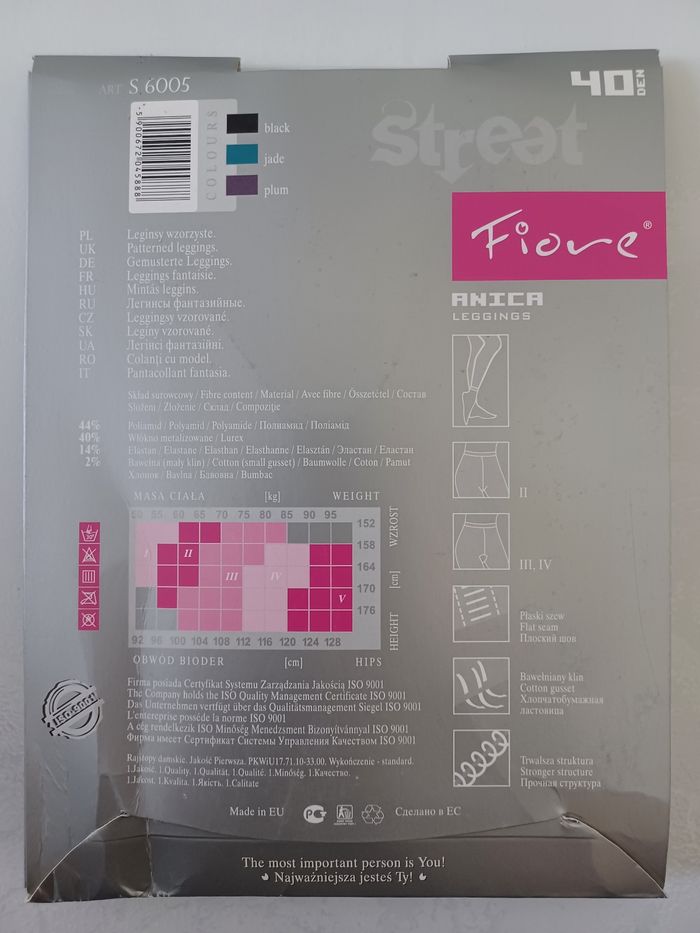 ART S 6005
40 DEN
5900672045888
COLOURS
black
jade
plum
Street
Fiore®
ANICA
LEGGINGS
PL Leginsy wzorzyste.
UK Patterned leggings.
DE Gemusterte Leggings.
FR Leggings fantaisie.
HU Mintás leggins.
RU Легинсы фантазийные.
CZ Leggingsy vzorované.
SK Leginy vzorované.
UA Легінсі фантазійні.
RO Colanți cu model.
IT Pantacollant fantasia.
Skład surowcowy / Fibre content / Material / Avec fibre / Összetétel / Состав
Složení / Zloženie / Склад / Compoziţie
44% Poliamid / Polyamid / Polyamide / Полиамид / Поліамід
40% Włókno metalizowane / Lurex
14% Elastan / Elastane / Elasthan / Elasthanne / Elasztán / Эластан / Еластан
2% Bawełna (mały klin) / Cotton (small gusset) / Baumwolle / Coton / Pamut
Хлопок / Bavlna / Бавовна / Bumbac
MASA CIAŁA [kg] WEIGHT
50 55 60 65 70 75 80 85 90 95
152
158
164
170
176
I II III IV V
WZROST [cm] HEIGHT
92 96 100 104 108 112 116 120 124 128
OBWÓD BIODER [cm] HIPS
II
III, IV
Płaski szew
Flat seam
Плоский шов
Bawełniany klin
Cotton gusset
Хлопчатобумажная
ластовица
Trwalsza struktura
Stronger structure
Прочная структура
ISO:9001
Firma posiada Certyfikat Systemu Zarządzania Jakością ISO 9001
The Company holds the ISO Quality Management Certificate ISO 9001
Das Unternehmen verfügt über das Qualitätsmanagement Siegel ISO 9001
L'enterprise possède la norme ISO 9001
A cég rendelkezik ISO Minőség Menedzsment Bizonyítvánnyal ISO 9001
Фирма имеет Сертификат Системы Управления Качеством ISO 9001
Rajstopy damskie. Jakość Pierwsza. PKWiU17.71.10-33.00. Wykończenie - standard.
1.Jakość. 1.Quality. 1.Qualität. 1.Qualité. 1.Minőség. 1.Качество.
1.Jakost. 1.Kvalita. 1.Якість. 1.Calitate
Made in EU
Сделано в ЕС
The most important person is You!
Najważniejsza jesteś Ty!